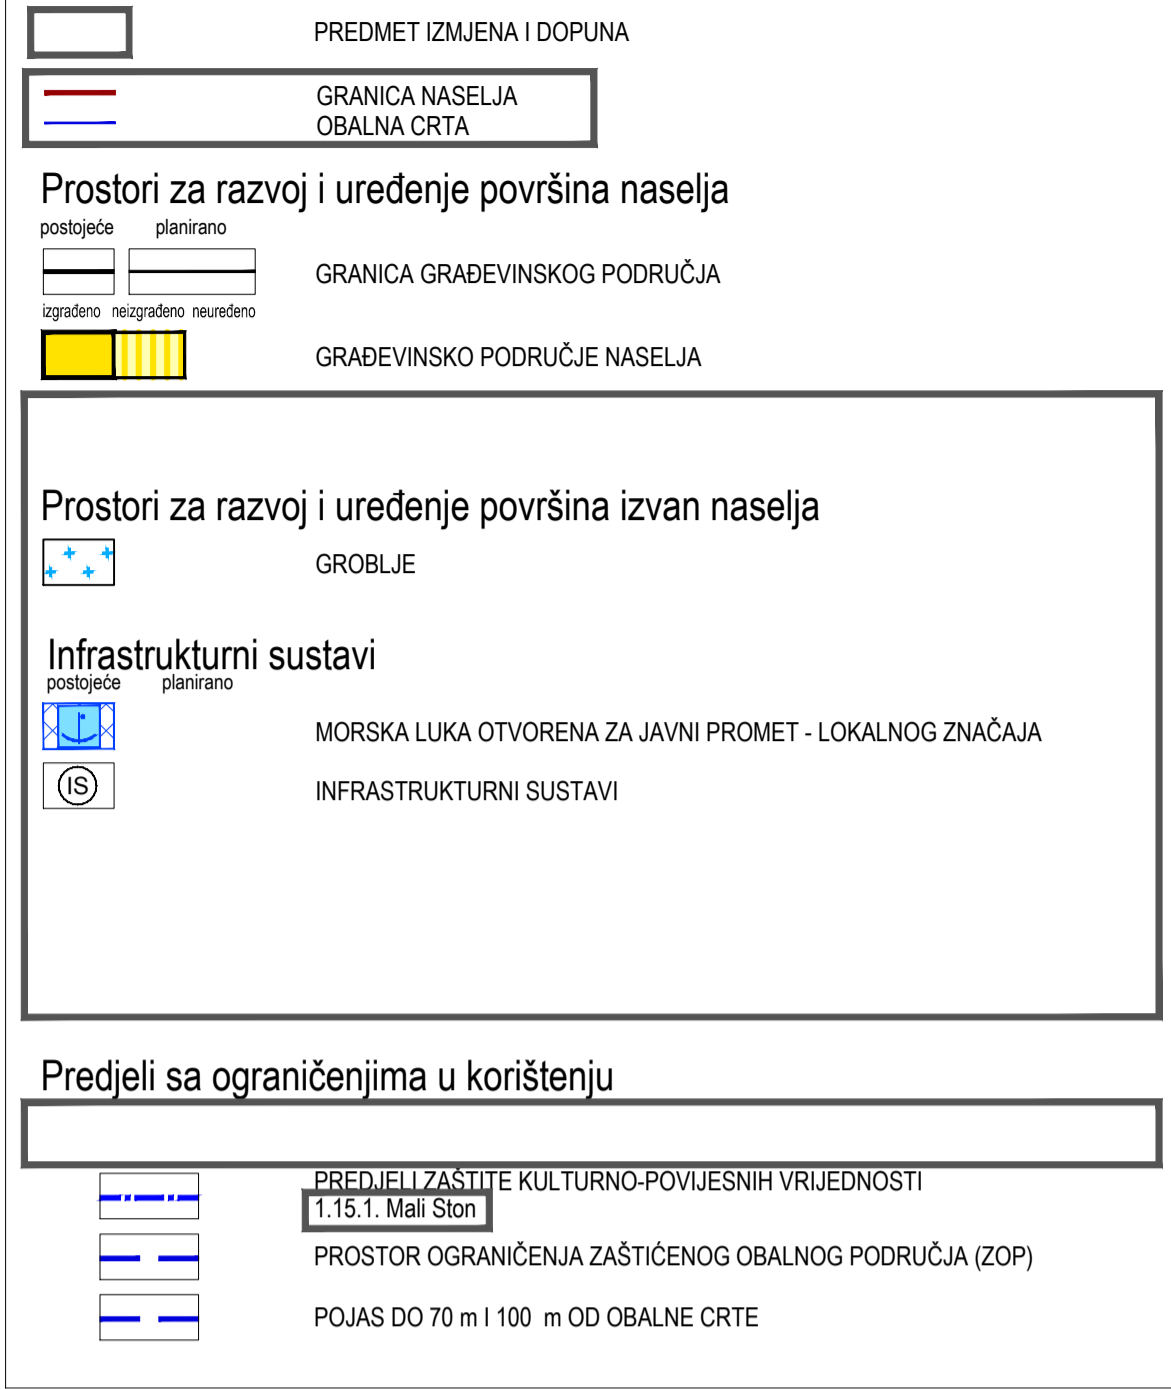 PREDMET IZMJENA I DOPUNA
GRANICA NASELJA
OBALNA CRTA
Prostori za razvoj i uređenje površina naselja
postojeće planirano
GRANICA GRAĐEVINSKOG PODRUČJA
izgrađeno neizgrađeno neuređeno
GRAĐEVINSKO PODRUČJE NASELJA
Prostori za razvoj i uređenje površina izvan naselja
GROBLJE
Infrastrukturni sustavi
postojeće planirano
MORSKA LUKA OTVORENA ZA JAVNI PROMET - LOKALNOG ZNAČAJA
IS INFRASTRUKTURNI SUSTAVI
Predjeli sa ograničenjima u korištenju
PREDJELI ZAŠTITE KULTURNO-POVIJESNIH VRIJEDNOSTI
1.15.1. Mali Ston
PROSTOR OGRANIČENJA ZAŠTIĆENOG OBALNOG PODRUČJA (ZOP)
POJAS DO 70 m I 100 m OD OBALNE CRTE